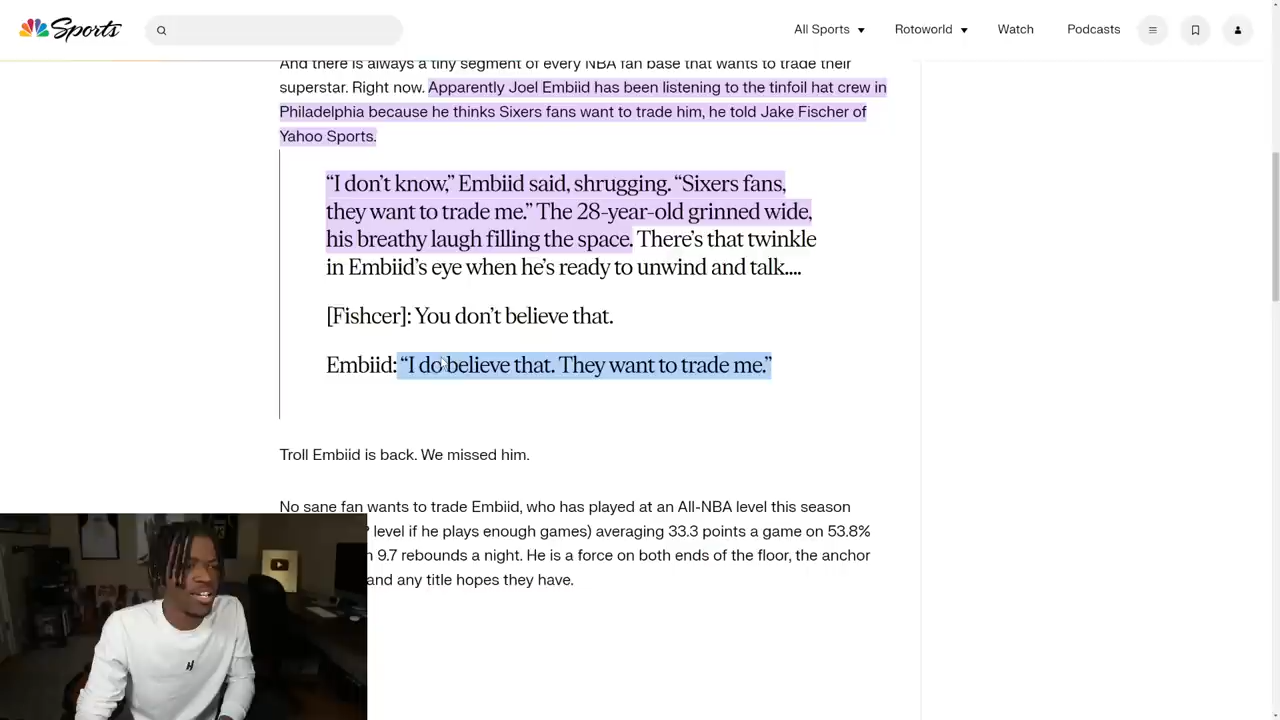 Sports
All Sports
Rotoworld
Watch
Podcasts
And there is always a tiny segment of every NBA fan base that wants to trade their
superstar. Right now. Apparently Joel Embiid has been listening to the tinfoil hat crew in
Philadelphia because he thinks Sixers fans want to trade him, he told Jake Fischer of
Yahoo Sports.
“I don’t know,” Embiid said, shrugging. “Sixers fans,
they want to trade me.” The 28-year-old grinned wide,
his breathy laugh filling the space. There’s that twinkle
in Embiid’s eye when he’s ready to unwind and talk....
[Fishcer]: You don’t believe that.
Embiid: “I do believe that. They want to trade me.”
Troll Embiid is back. We missed him.
No sane fan wants to trade Embiid, who has played at an All-NBA level this season
level if he plays enough games) averaging 33.3 points a game on 53.8%
9.7 rebounds a night. He is a force on both ends of the floor, the anchor
and any title hopes they have.